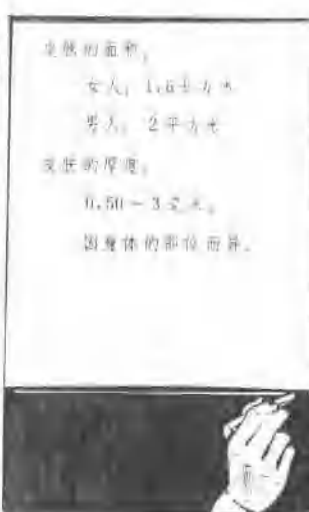 皮肤的面积，
女人，1.6平方米
男人，2平方米
皮肤的厚度，
0.50－3毫米，
因身体的部位而异．